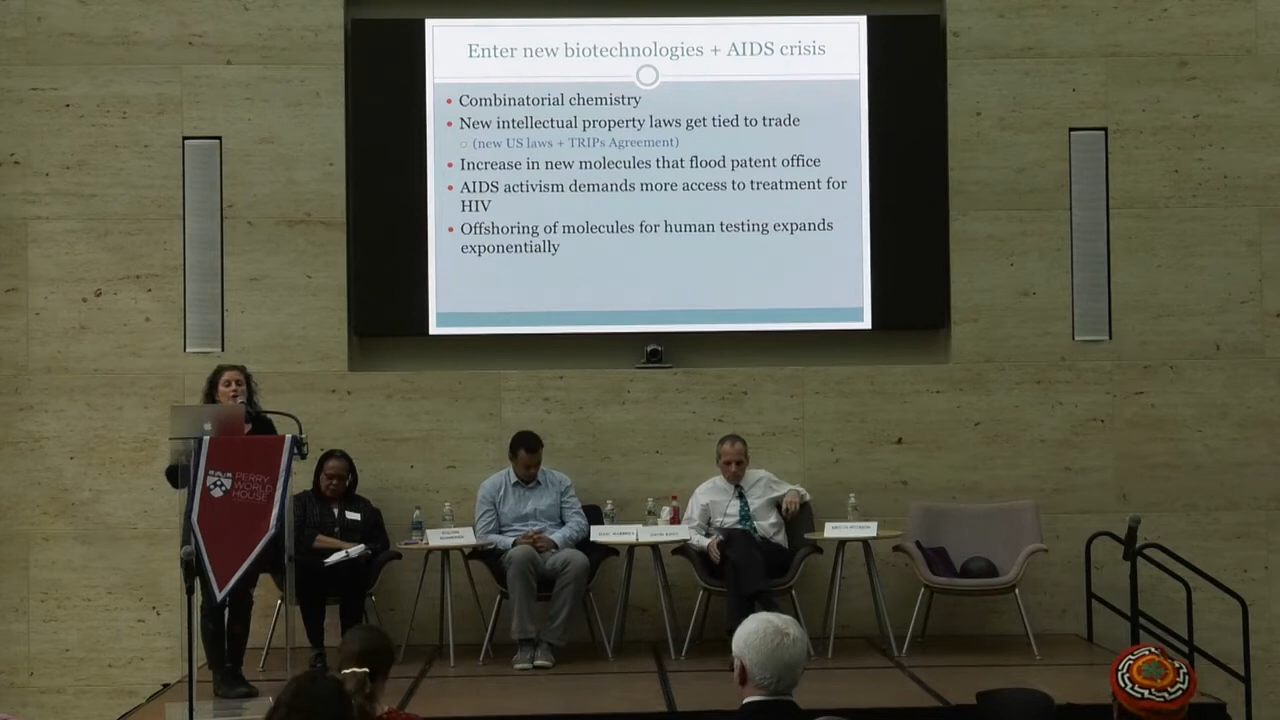 Enter new biotechnologies + AIDS crisis
Combinatorial chemistry
New intellectual property laws get tied to trade
(new US laws + TRIPs Agreement)
Increase in new molecules that flood patent office
AIDS activism demands more access to treatment for
HIV
Offshoring of molecules for human testing expands
exponentially
PERRY
WORLD
HOUSE